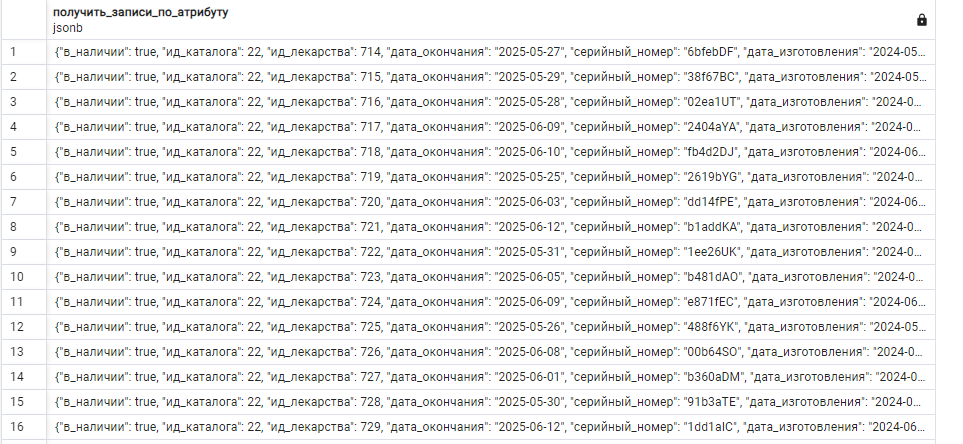 получить_записи_по_атрибуту
jsonb
1 {"в_наличии": true, "ид_каталога": 22, "ид_лекарства": 714, "дата_окончания": "2025-05-27", "серийный_номер": "6bfebDF", "дата_изготовления": "2024-05...
2 {"в_наличии": true, "ид_каталога": 22, "ид_лекарства": 715, "дата_окончания": "2025-05-29", "серийный_номер": "38f67BC", "дата_изготовления": "2024-05...
3 {"в_наличии": true, "ид_каталога": 22, "ид_лекарства": 716, "дата_окончания": "2025-05-28", "серийный_номер": "02ea1UT", "дата_изготовления": "2024-0...
4 {"в_наличии": true, "ид_каталога": 22, "ид_лекарства": 717, "дата_окончания": "2025-06-09", "серийный_номер": "2404aYA", "дата_изготовления": "2024-0...
5 {"в_наличии": true, "ид_каталога": 22, "ид_лекарства": 718, "дата_окончания": "2025-06-10", "серийный_номер": "fb4d2DJ", "дата_изготовления": "2024-06...
6 {"в_наличии": true, "ид_каталога": 22, "ид_лекарства": 719, "дата_окончания": "2025-05-25", "серийный_номер": "2619bYG", "дата_изготовления": "2024-0...
7 {"в_наличии": true, "ид_каталога": 22, "ид_лекарства": 720, "дата_окончания": "2025-06-03", "серийный_номер": "dd14fPE", "дата_изготовления": "2024-06...
8 {"в_наличии": true, "ид_каталога": 22, "ид_лекарства": 721, "дата_окончания": "2025-06-12", "серийный_номер": "b1addKA", "дата_изготовления": "2024-0...
9 {"в_наличии": true, "ид_каталога": 22, "ид_лекарства": 722, "дата_окончания": "2025-05-31", "серийный_номер": "1ee26UK", "дата_изготовления": "2024-0...
10 {"в_наличии": true, "ид_каталога": 22, "ид_лекарства": 723, "дата_окончания": "2025-06-05", "серийный_номер": "b481dAO", "дата_изготовления": "2024-0...
11 {"в_наличии": true, "ид_каталога": 22, "ид_лекарства": 724, "дата_окончания": "2025-06-09", "серийный_номер": "e871fEC", "дата_изготовления": "2024-06...
12 {"в_наличии": true, "ид_каталога": 22, "ид_лекарства": 725, "дата_окончания": "2025-05-26", "серийный_номер": "488f6YK", "дата_изготовления": "2024-05...
13 {"в_наличии": true, "ид_каталога": 22, "ид_лекарства": 726, "дата_окончания": "2025-06-08", "серийный_номер": "00b64SO", "дата_изготовления": "2024-0...
14 {"в_наличии": true, "ид_каталога": 22, "ид_лекарства": 727, "дата_окончания": "2025-06-01", "серийный_номер": "b360aDM", "дата_изготовления": "2024-0...
15 {"в_наличии": true, "ид_каталога": 22, "ид_лекарства": 728, "дата_окончания": "2025-05-30", "серийный_номер": "91b3aTE", "дата_изготовления": "2024-0...
16 {"в_наличии": true, "ид_каталога": 22, "ид_лекарства": 729, "дата_окончания": "2025-06-12", "серийный_номер": "1dd1aIC", "дата_изготовления": "2024-06...